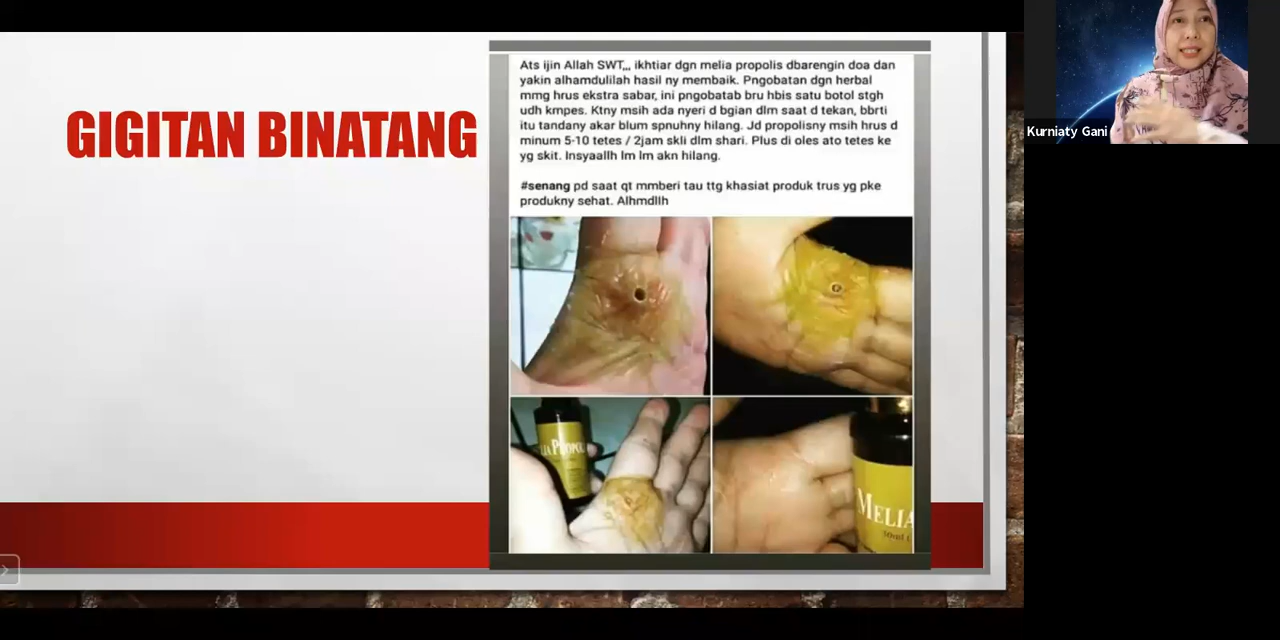 GIGITAN BINATANG
Ats ijin Allah SWT,,, ikhtiar dgn melia propolis dbarengin doa dan
yakin alhamdulilah hasil ny membaik. Pngobatan dgn herbal
mmg hrus ekstra sabar, ini pngobatab bru hbis satu botol stgh
udh kmpes. Ktny msih ada nyeri d bgian dlm saat d tekan, bbrti
itu tandany akar blum spnuhny hilang. Jd propolisny msih hrus d
minum 5-10 tetes / 2jam skli dlm shari. Plus di oles ato tetes ke
yg skit. Insyaallh lm lm akn hilang.
#senang pd saat qt mmberi tau ttg khasiat produk trus yg pke
produkny sehat. Alhmdllh
MELIA
Kurniaty Gani